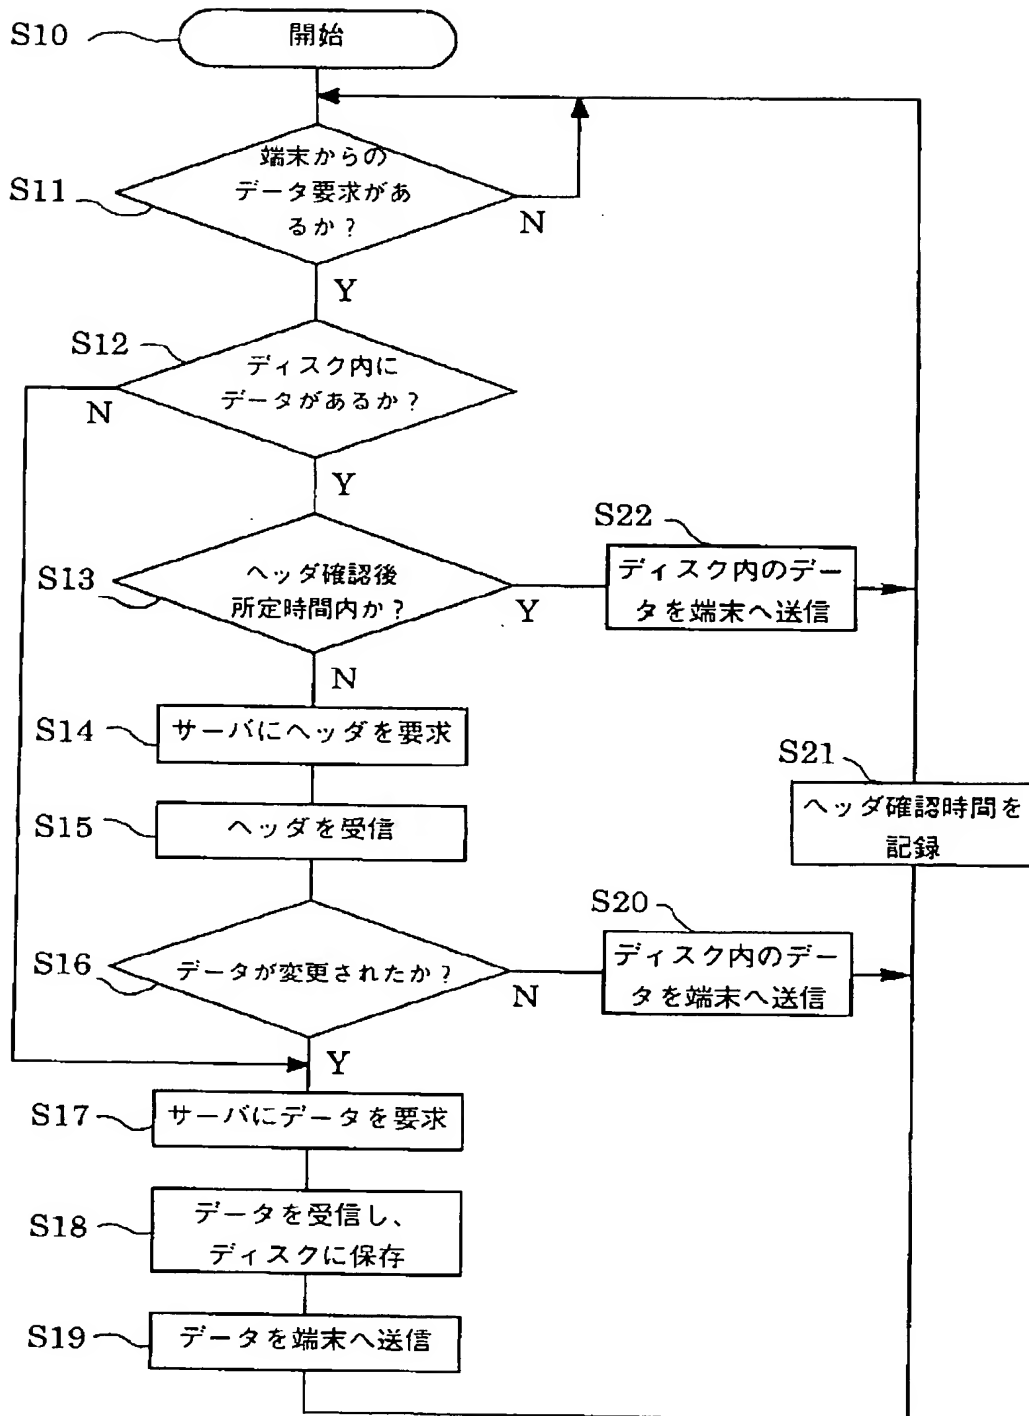 S10
開始
S11
端末からの
データ要求があ
るか？
N
Y
S12
ディスク内に
データがあるか？
N
Y
S13
ヘッダ確認後
所定時間内か？
Y
N
S22
ディスク内のデー
タを端末へ送信
S14
サーバにヘッダを要求
S15
ヘッダを受信
S21
ヘッダ確認時間を
記録
S16
データが変更されたか？
N
Y
S20
ディスク内のデー
タを端末へ送信
S17
サーバにデータを要求
S18
データを受信し、
ディスクに保存
S19
データを端末へ送信